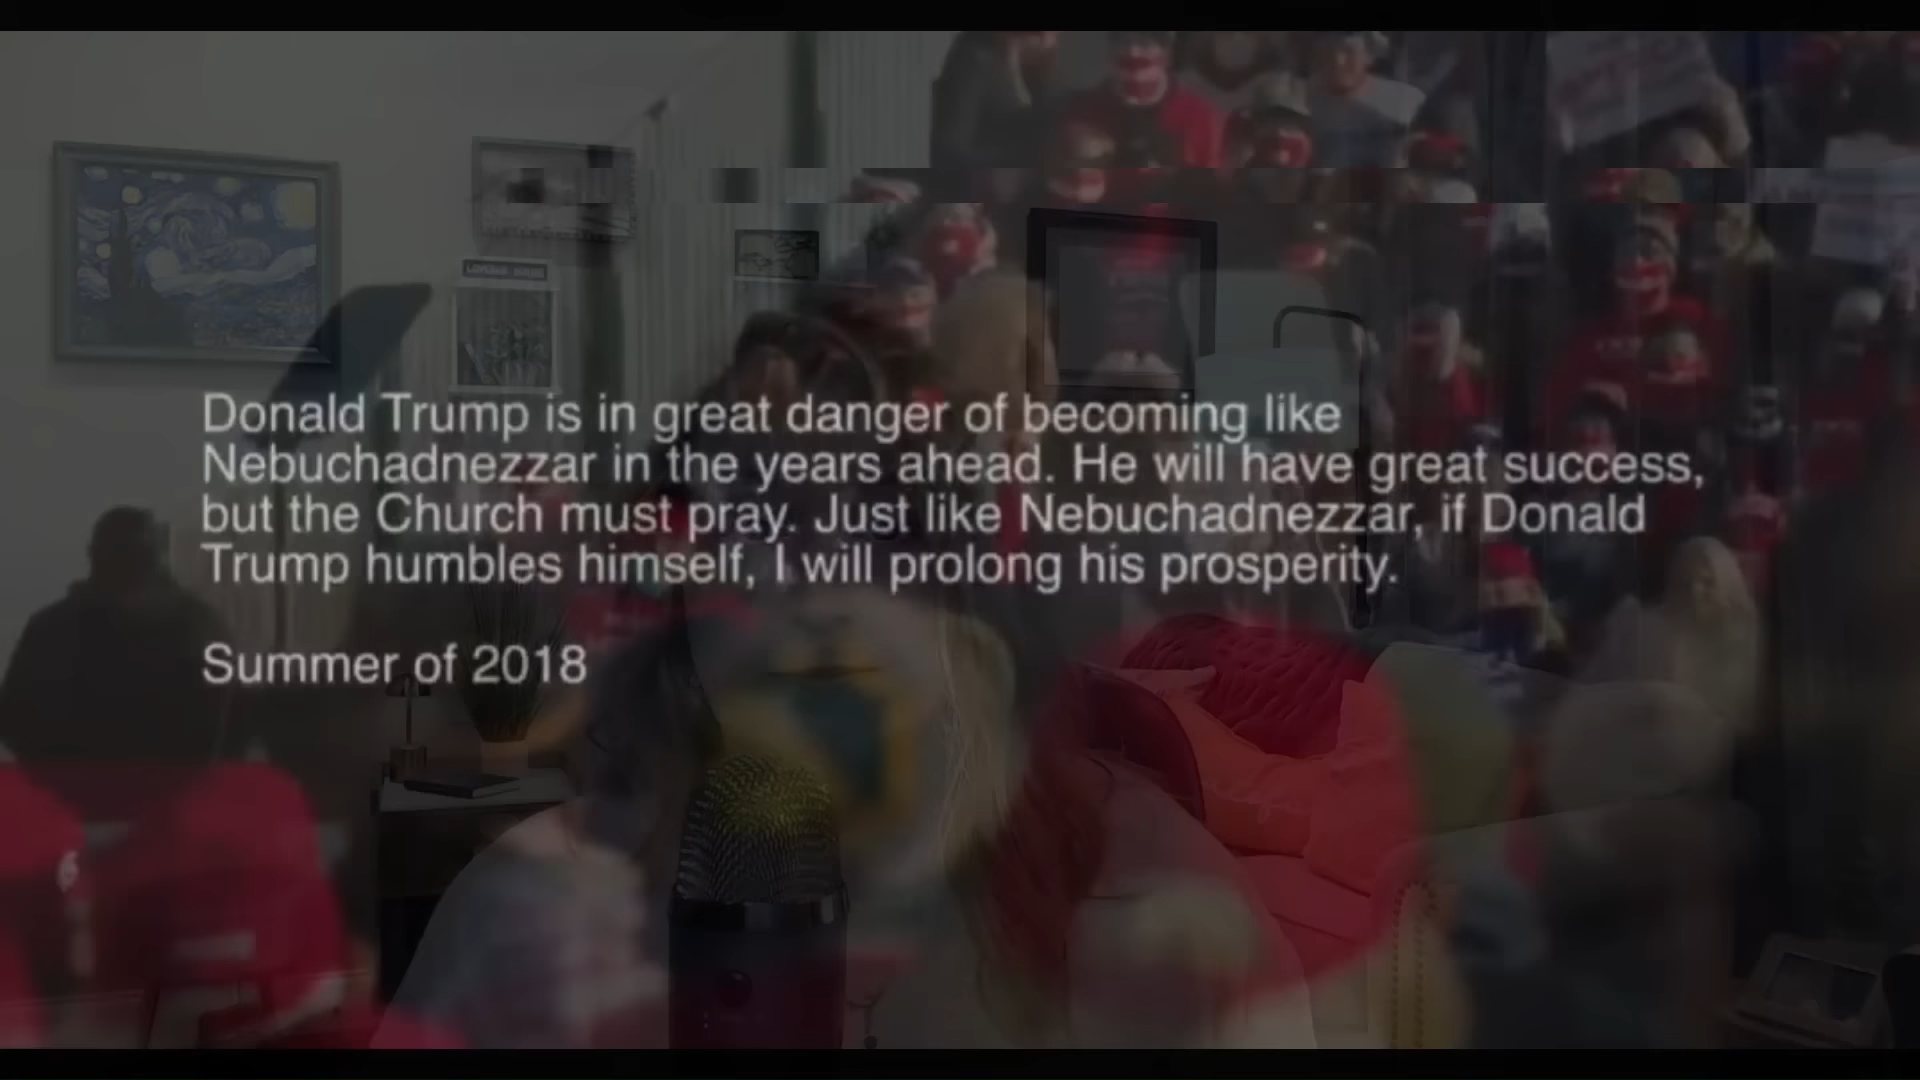 Donald Trump is in great danger of becoming like
Nebuchadnezzar in the years ahead. He will have great success,
but the Church must pray. Just like Nebuchadnezzar, if Donald
Trump humbles himself, I will prolong his prosperity.
Summer of 2018